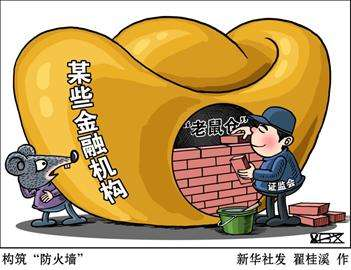 某些金融机构
“老鼠仓”
证监会
构筑“防火墙”
新华社发 翟桂溪 作